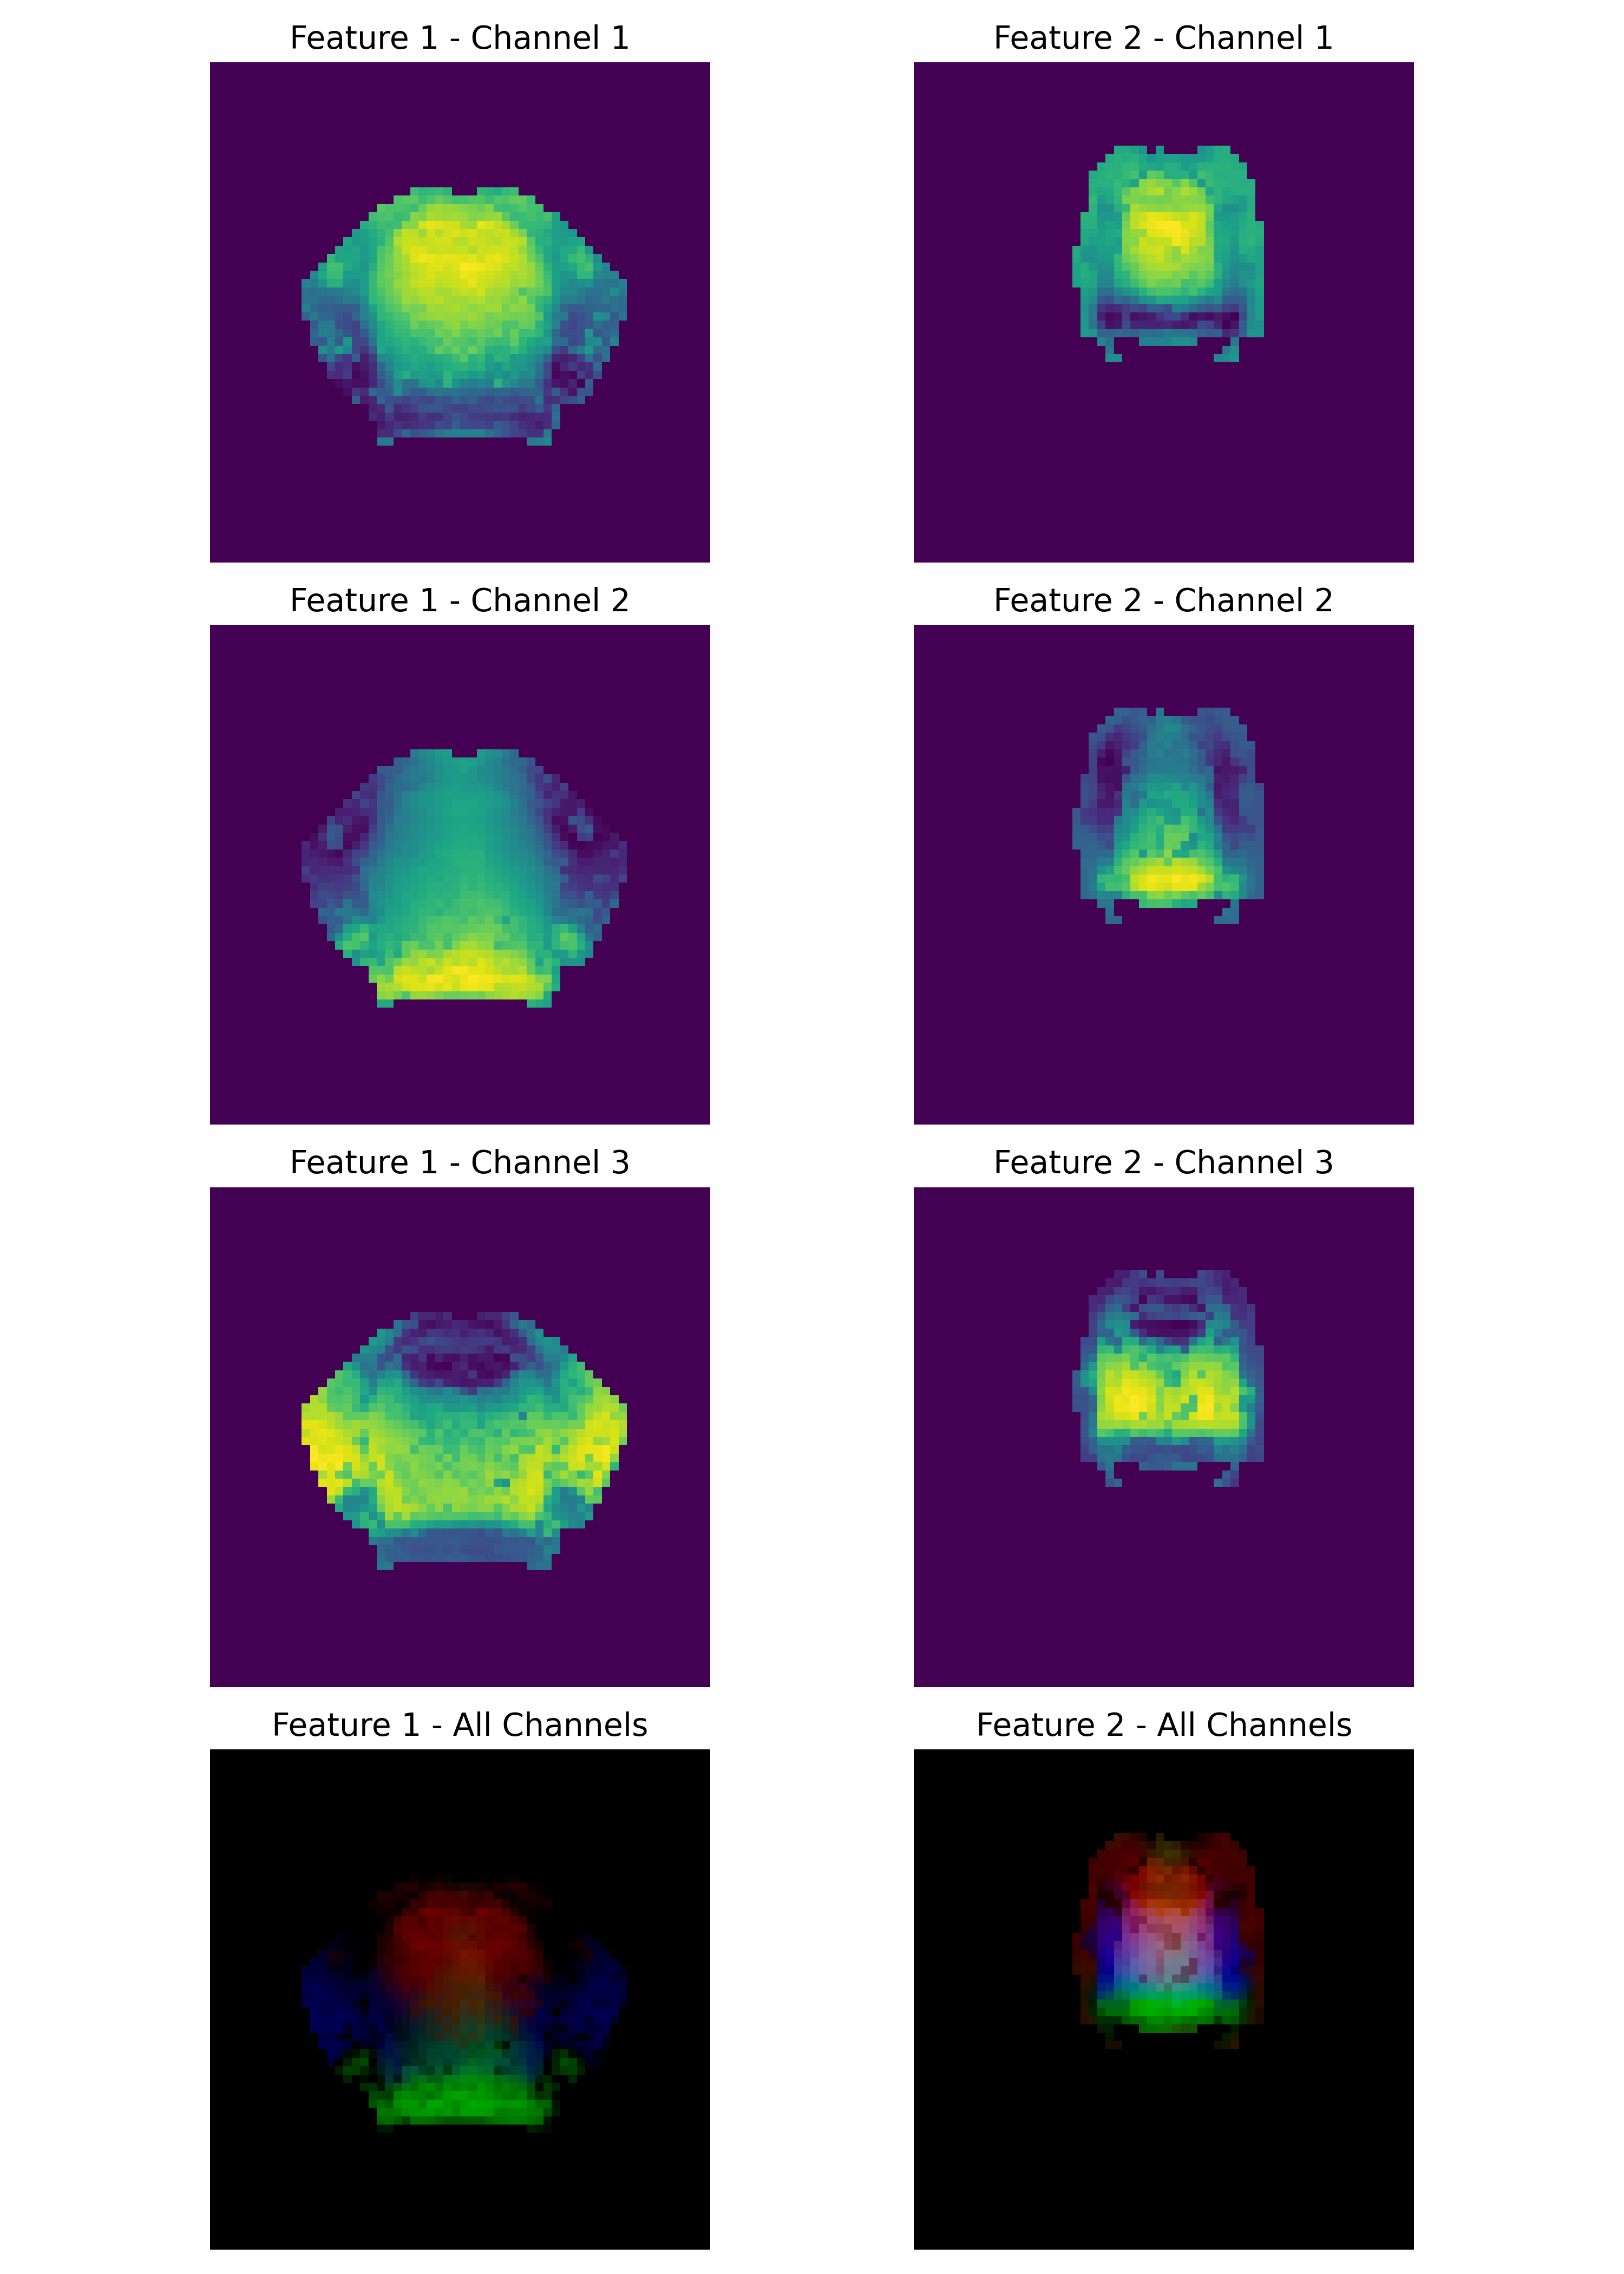 Feature 1 - Channel 1
Feature 2 - Channel 1
Feature 1 - Channel 2
Feature 2 - Channel 2
Feature 1 - Channel 3
Feature 2 - Channel 3
Feature 1 - All Channels
Feature 2 - All Channels